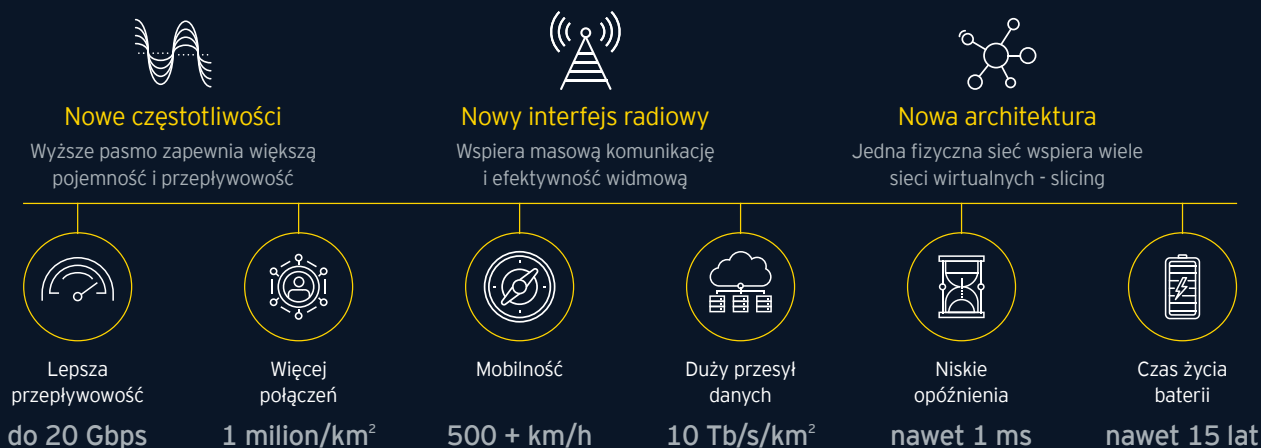 Nowe częstotliwości
Wyższe pasmo zapewnia większą
pojemność i przepływowość
Nowy interfejs radiowy
Wspiera masową komunikację
i efektywność widmową
Nowa architektura
Jedna fizyczna sieć wspiera wiele
sieci wirtualnych - slicing
Lepsza
przepływowość
do 20 Gbps
Więcej
połączeń
1 milion/km²
Mobilność
500 + km/h
Duży przesył
danych
10 Tb/s/km²
Niskie
opóźnienia
nawet 1 ms
Czas życia
baterii
nawet 15 lat